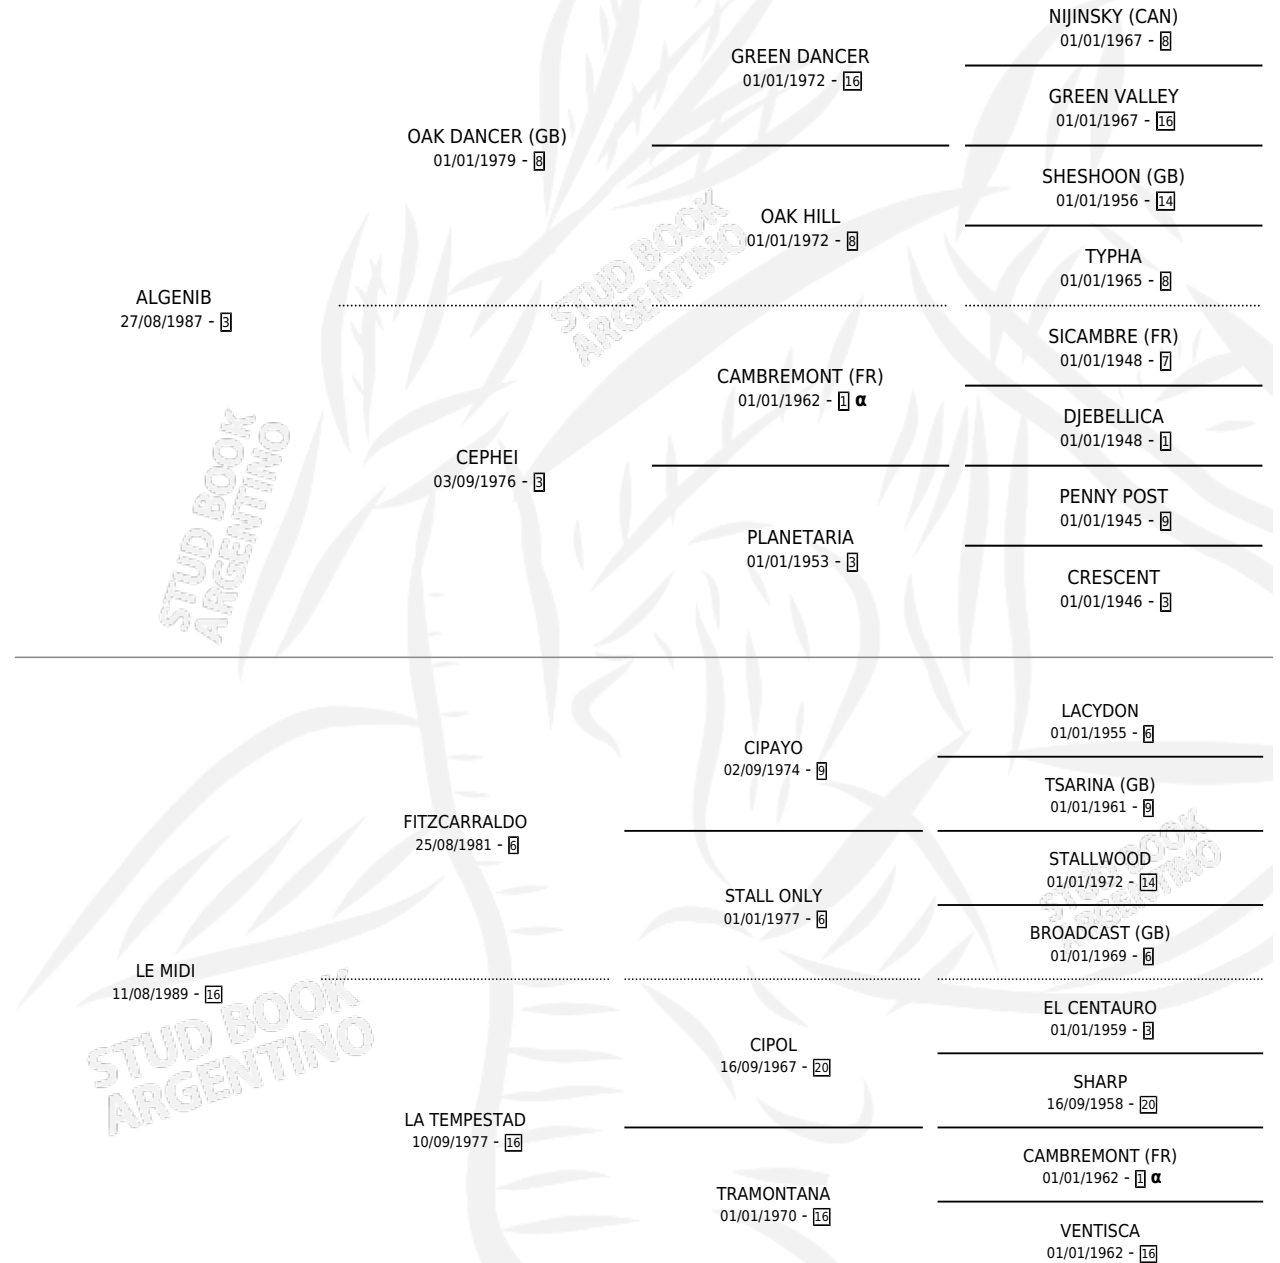 NIJINSKY (CAN)
01/01/1967 - 8
GREEN DANCER
01/01/1972 - 16
GREEN VALLEY
01/01/1967 - 16
OAK DANCER (GB)
01/01/1979 - 8
SHESHOON (GB)
01/01/1956 - 14
OAK HILL
01/01/1972 - 8
TYPHA
01/01/1965 - 8
ALGENIB
27/08/1987 - 3
SICAMBRE (FR)
01/01/1948 - 7
CAMBREMONT (FR)
01/01/1962 - 1 α
DJEBELLICA
01/01/1948 - 1
CEPHEI
03/09/1976 - 3
PENNY POST
01/01/1945 - 9
PLANETARIA
01/01/1953 - 3
CRESCENT
01/01/1946 - 3
LACYDON
01/01/1955 - 6
CIPAYO
02/09/1974 - 9
TSARINA (GB)
01/01/1961 - 9
FITZCARRALDO
25/08/1981 - 6
STALLWOOD
01/01/1972 - 14
STALL ONLY
01/01/1977 - 6
BROADCAST (GB)
01/01/1969 - 6
LE MIDI
11/08/1989 - 16
EL CENTAURO
01/01/1959 - 3
CIPOL
16/09/1967 - 20
SHARP
16/09/1958 - 20
LA TEMPESTAD
10/09/1977 - 16
CAMBREMONT (FR)
01/01/1962 - 1 α
TRAMONTANA
01/01/1970 - 16
VENTISCA
01/01/1962 - 16
STUD BOOK
ARGENTINO
STUD BOOK
ARGENTINO
STUD BOOK
ARGENTINO
STUD BOOK
ARGENTINO